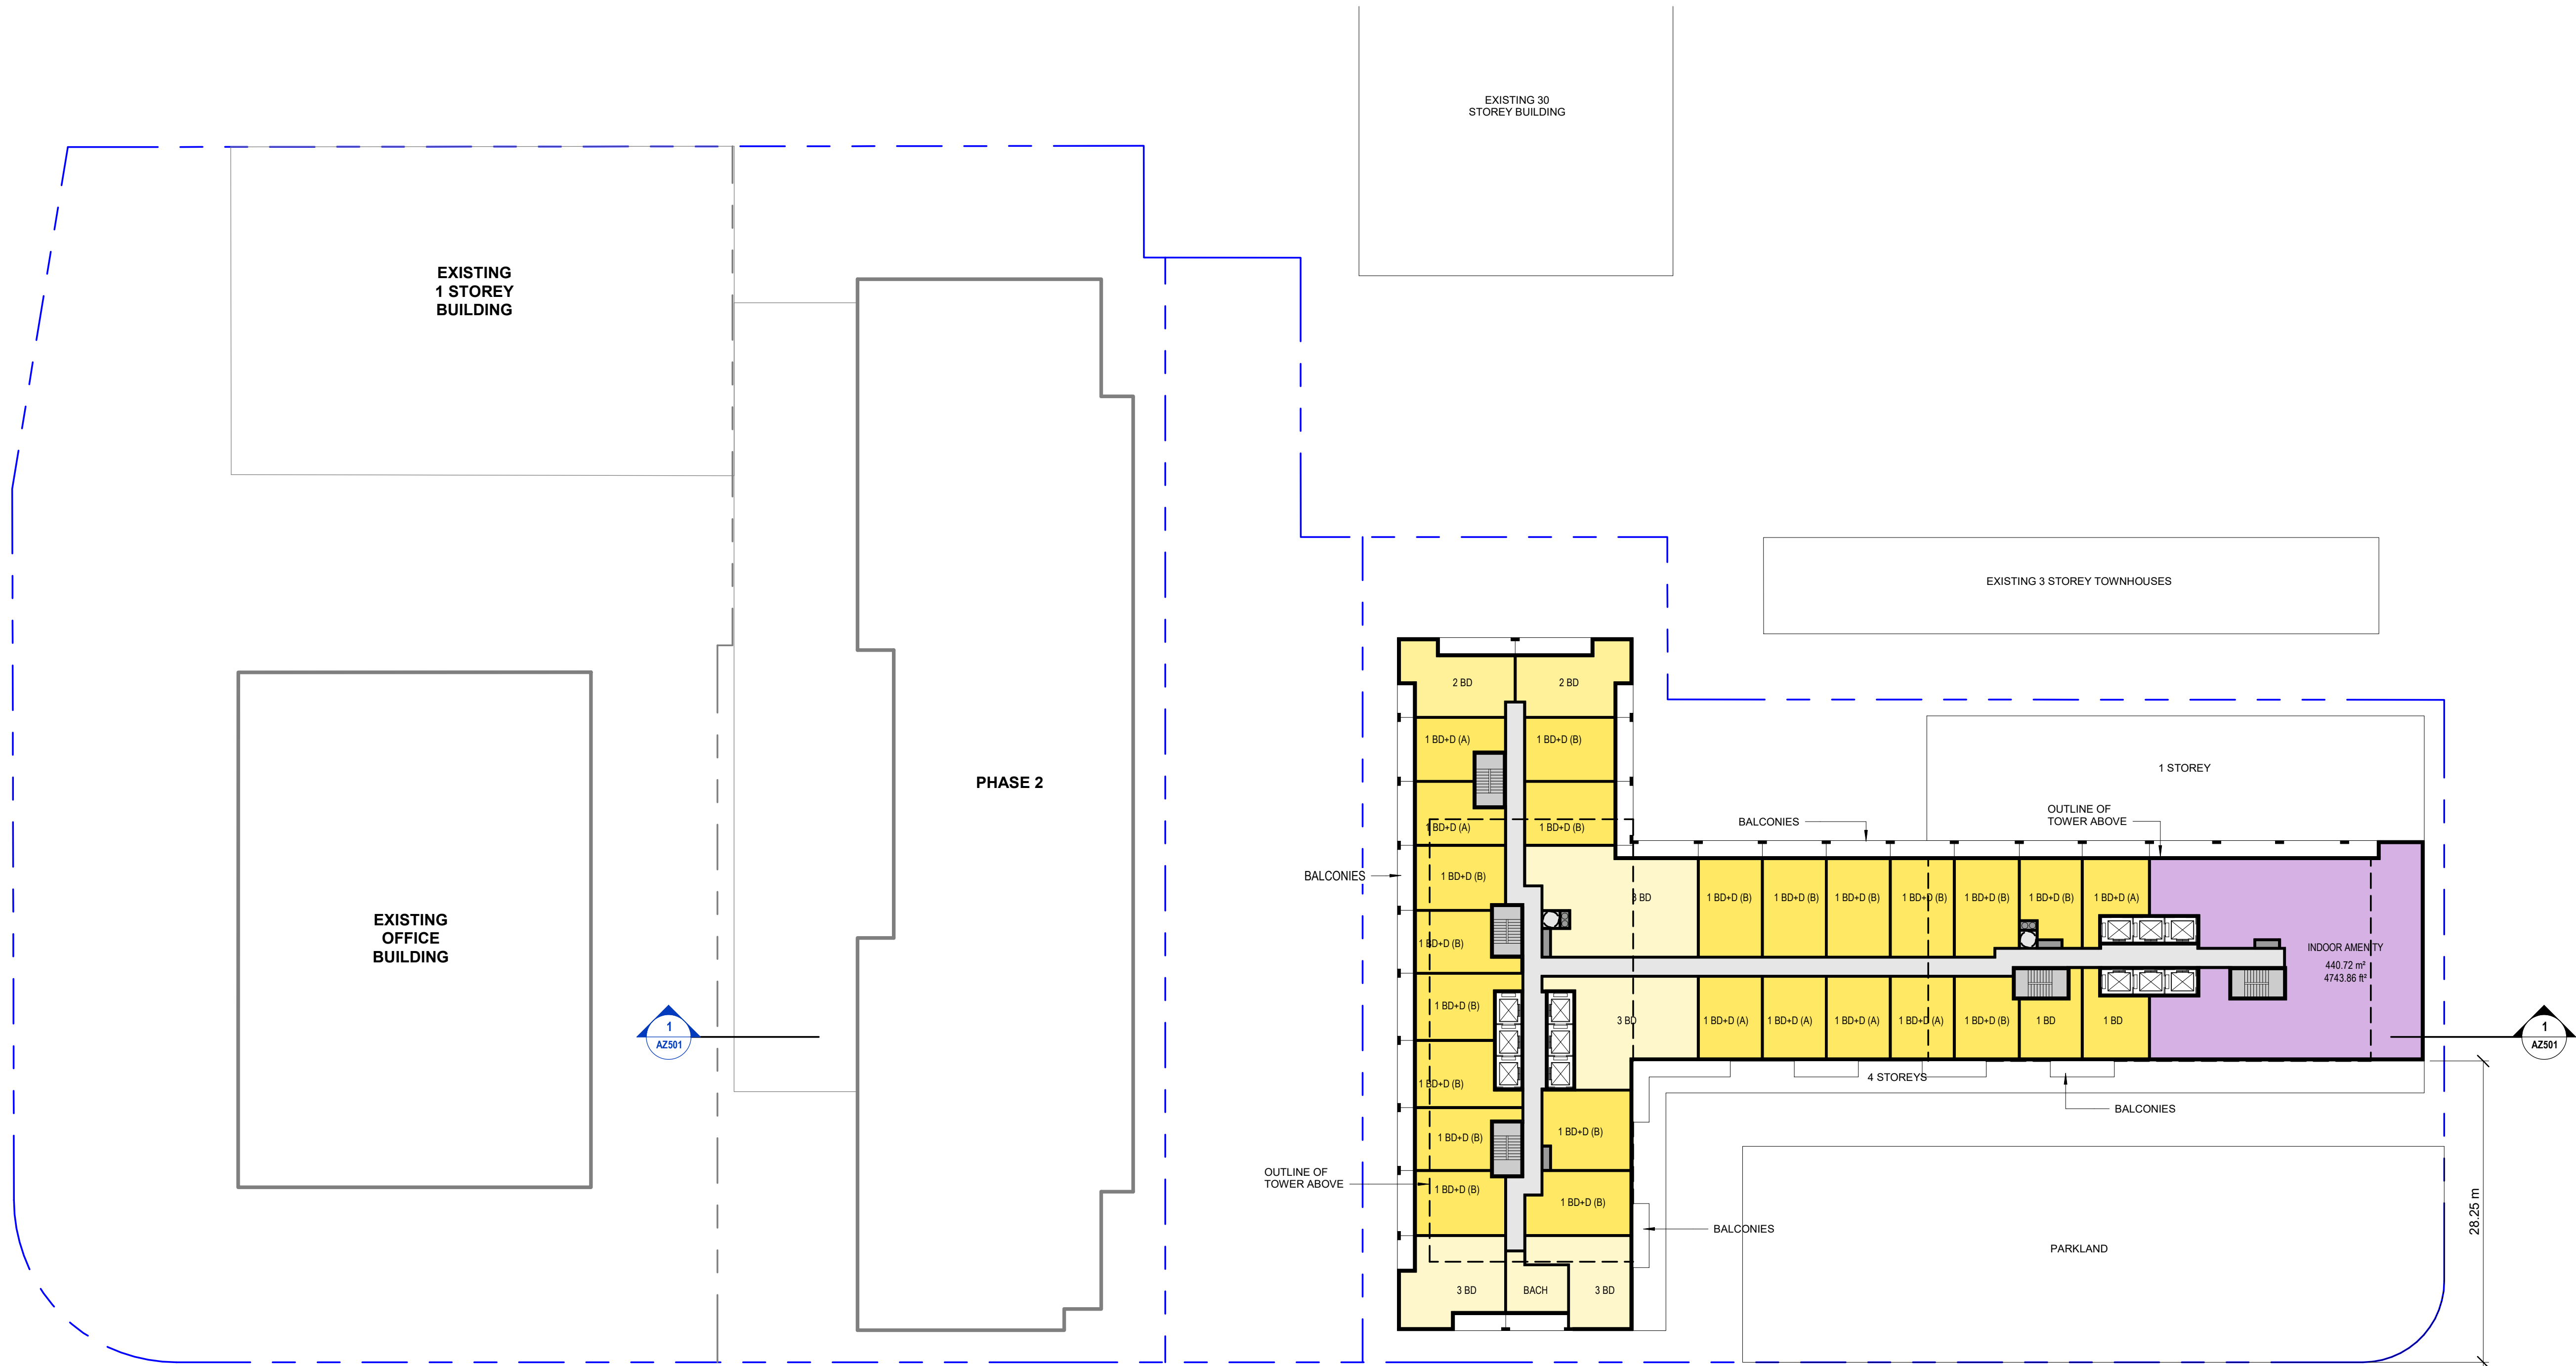 EXISTING 30
STOREY BUILDING
EXISTING
1 STOREY
BUILDING
EXISTING 3 STOREY TOWNHOUSES
2 BD
2 BD
1 BD+D (A)
1 BD+D (B)
PHASE 2
1 STOREY
OUTLINE OF
TOWER ABOVE
BALCONIES
1 BD+D (A)
1 BD+D (B)
BALCONIES
1 BD+D (B)
3 BD
1 BD+D (B)
1 BD+D (B)
1 BD+D (B)
1 BD+D (B)
1 BD+D (B)
1 BD+D (B)
1 BD+D (A)
EXISTING
OFFICE
BUILDING
1 BD+D (B)
INDOOR AMENITY
440.72 m²
4743.86 ft²
1 BD+D (B)
3 BD
1 BD+D (A)
1 BD+D (A)
1 BD+D (A)
1 BD+D (A)
1 BD+D (B)
1 BD
1 BD
1
AZ501
1
AZ501
1 BD+D (B)
4 STOREYS
BALCONIES
1 BD+D (B)
1 BD+D (B)
OUTLINE OF
TOWER ABOVE
1 BD+D (B)
1 BD+D (B)
BALCONIES
28.25 m
PARKLAND
3 BD
BACH
3 BD